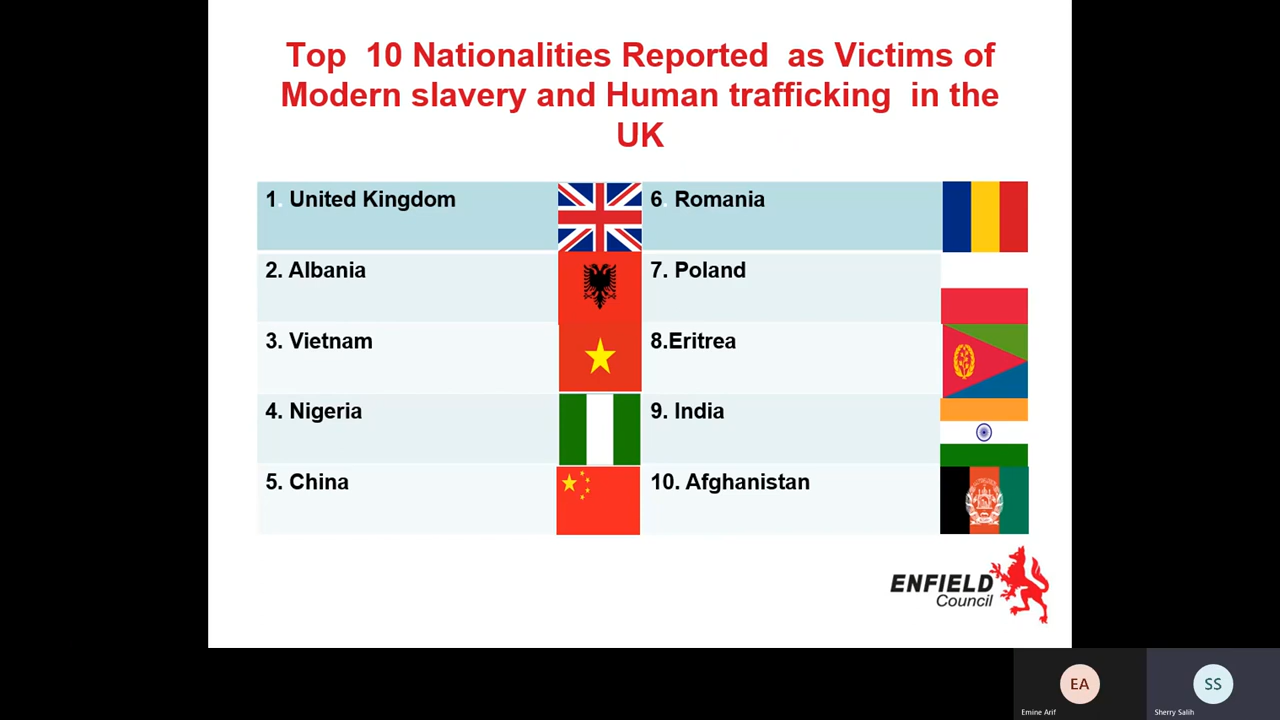 Top 10 Nationalities Reported as Victims of
Modern slavery and Human trafficking in the
UK
1. United Kingdom
6. Romania
2. Albania
7. Poland
3. Vietnam
8.Eritrea
4. Nigeria
9. India
5. China
10. Afghanistan
ENFIELD
Council
EA
SS
Emine Arif
Sherry Salih